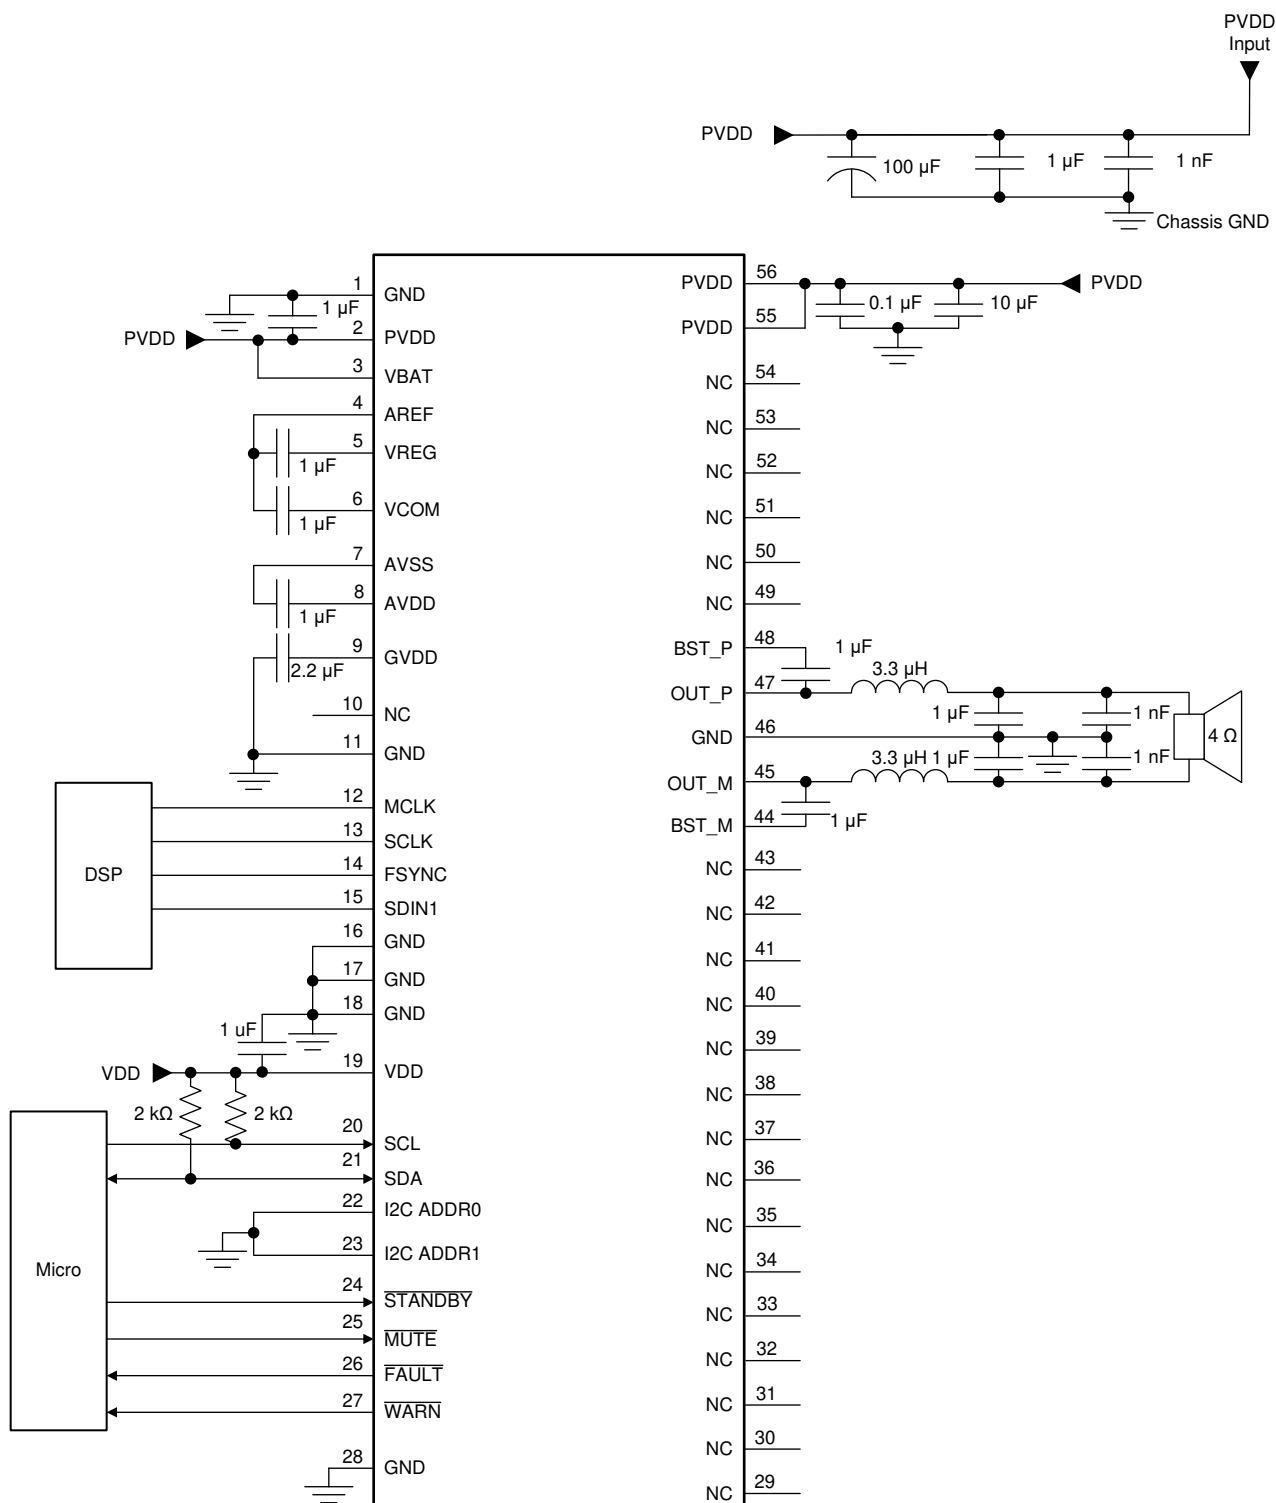 PVDD
Input
PVDD
100 µF
1 µF
1 nF
Chassis GND
1
GND
1 µF
2
PVDD
PVDD
3
VBAT
4
AREF
5
VREG
1 µF
6
VCOM
1 µF
7
AVSS
8
AVDD
1 µF
9
GVDD
2.2 µF
10
NC
11
GND
DSP
12
MCLK
13
SCLK
14
FSYNC
15
SDIN1
16
GND
17
GND
18
GND
1 uF
19
VDD
VDD
2 kΩ
2 kΩ
20
SCL
21
SDA
22
I2C ADDR0
23
I2C ADDR1
Micro
24
STANDBY
25
MUTE
26
FAULT
27
WARN
28
GND
PVDD
56
PVDD
0.1 µF
10 µF
PVDD
55
NC
54
NC
53
NC
52
NC
51
NC
50
NC
49
BST_P
48
1 µF
OUT_P
47
3.3 µH
1 µF
1 nF
GND
46
4 Ω
OUT_M
45
3.3 µH
1 µF
1 nF
BST_M
44
1 µF
NC
43
NC
42
NC
41
NC
40
NC
39
NC
38
NC
37
NC
36
NC
35
NC
34
NC
33
NC
32
NC
31
NC
30
NC
29